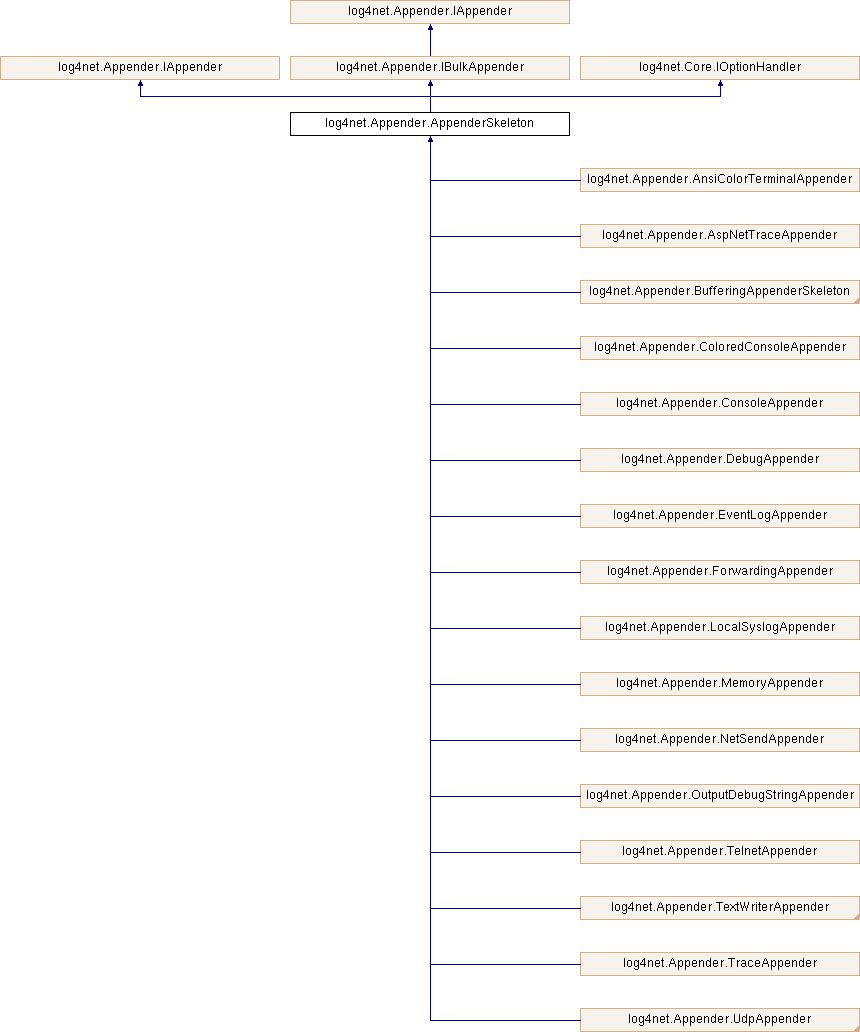 log4net.Appender.IAppender
log4net.Appender.IAppender
log4net.Appender.IBulkAppender
log4net.Core.IOptionHandler
log4net.Appender.AppenderSkeleton
log4net.Appender.AnsiColorTerminalAppender
log4net.Appender.AspNetTraceAppender
log4net.Appender.BufferingAppenderSkeleton
log4net.Appender.ColoredConsoleAppender
log4net.Appender.ConsoleAppender
log4net.Appender.DebugAppender
log4net.Appender.EventLogAppender
log4net.Appender.ForwardingAppender
log4net.Appender.LocalSyslogAppender
log4net.Appender.MemoryAppender
log4net.Appender.NetSendAppender
log4net.Appender.OutputDebugStringAppender
log4net.Appender.TelnetAppender
log4net.Appender.TextWriterAppender
log4net.Appender.TraceAppender
log4net.Appender.UdpAppender